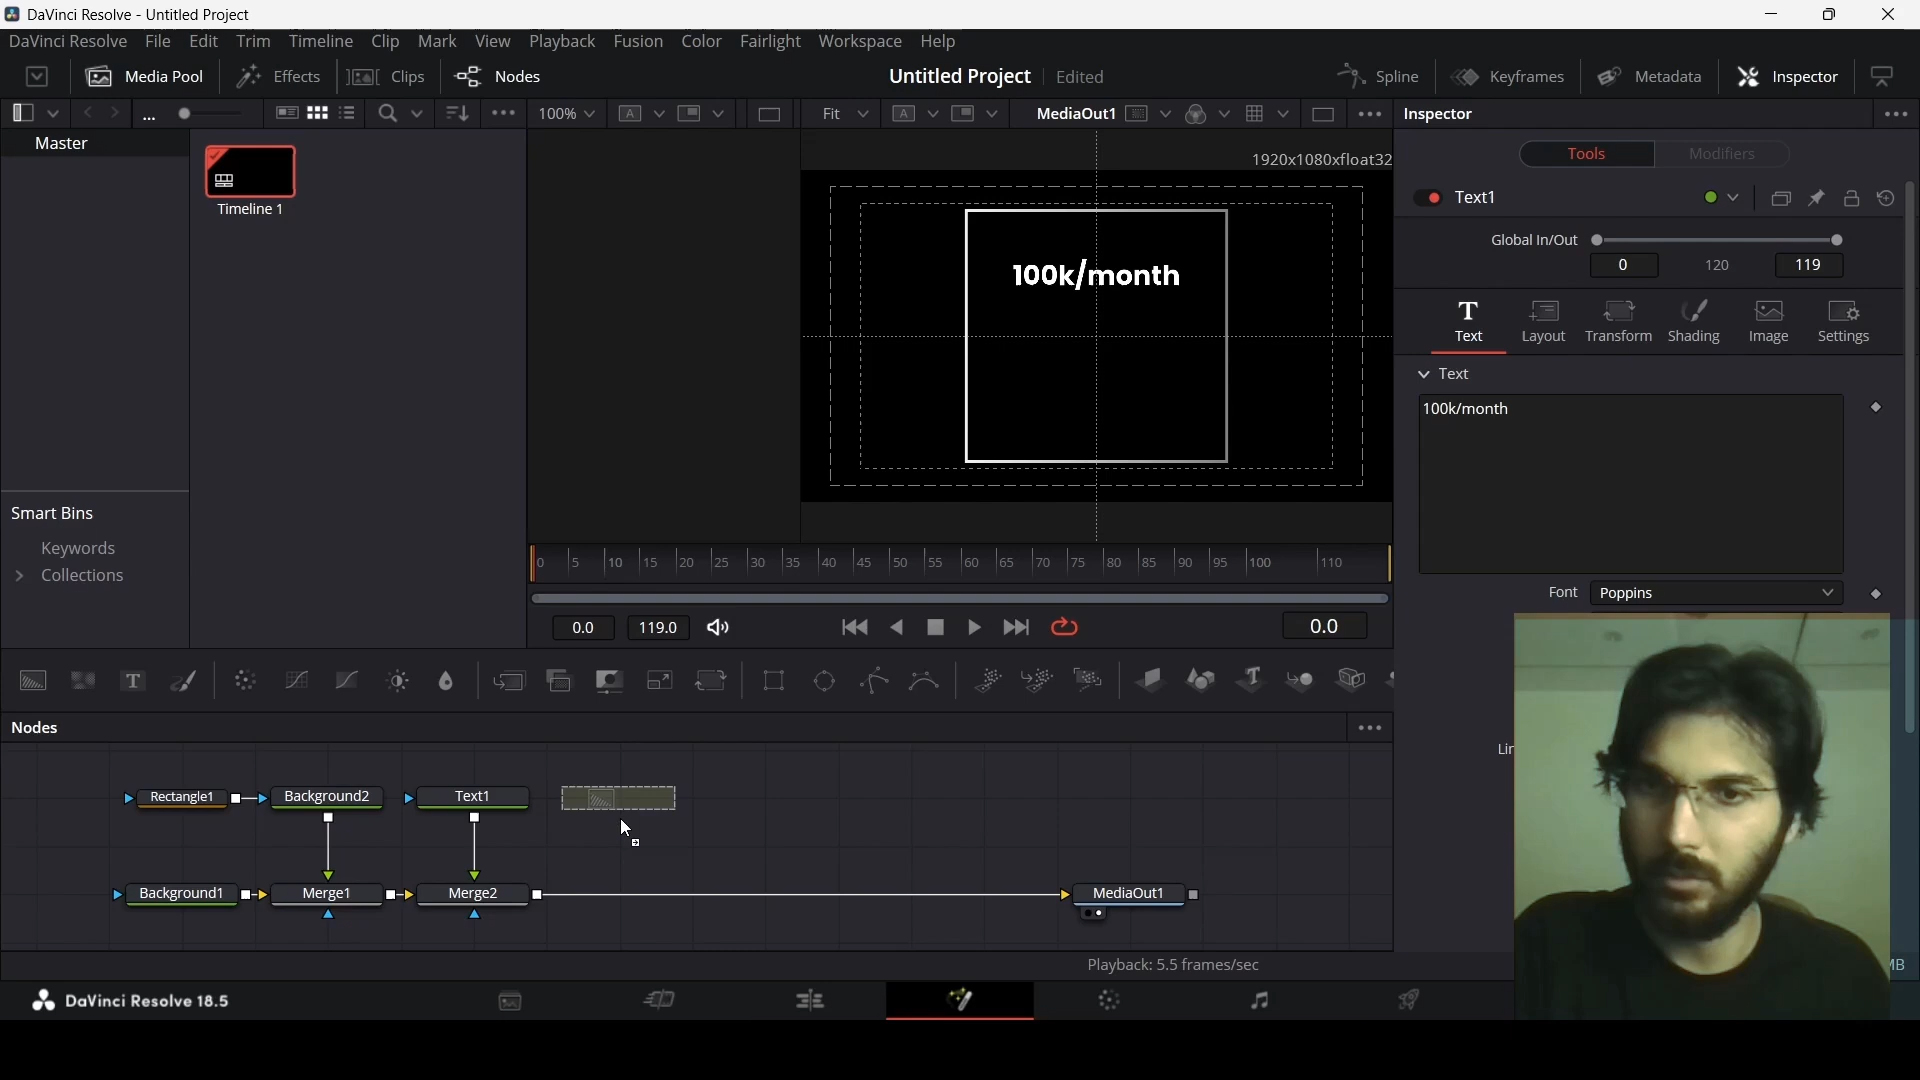 DaVinci Resolve - Untitled Project
DaVinci Resolve File Edit Trim Timeline Clip Mark View Playback Fusion Color Fairlight Workspace Help
Media Pool Effects Clips Nodes Untitled Project Edited Spline Keyframes Metadata Inspector
... 100% A Fit A MediaOut1 Inspector
Master
Timeline 1
1920x1080xfloat32
100k/month
Tools Modifiers
Text1
Global In/Out
0 120 119
T
Text Layout Transform Shading Image Settings
Text
100k/month
Font Poppins
Smart Bins
Keywords
Collections
0 5 10 15 20 25 30 35 40 45 50 55 60 65 70 75 80 85 90 95 100 110
0.0 119.0 0.0
T T
Nodes
Rectangle1 Background2 Text1
Background1 Merge1 Merge2 MediaOut1
Playback: 5.5 frames/sec
DaVinci Resolve 18.5